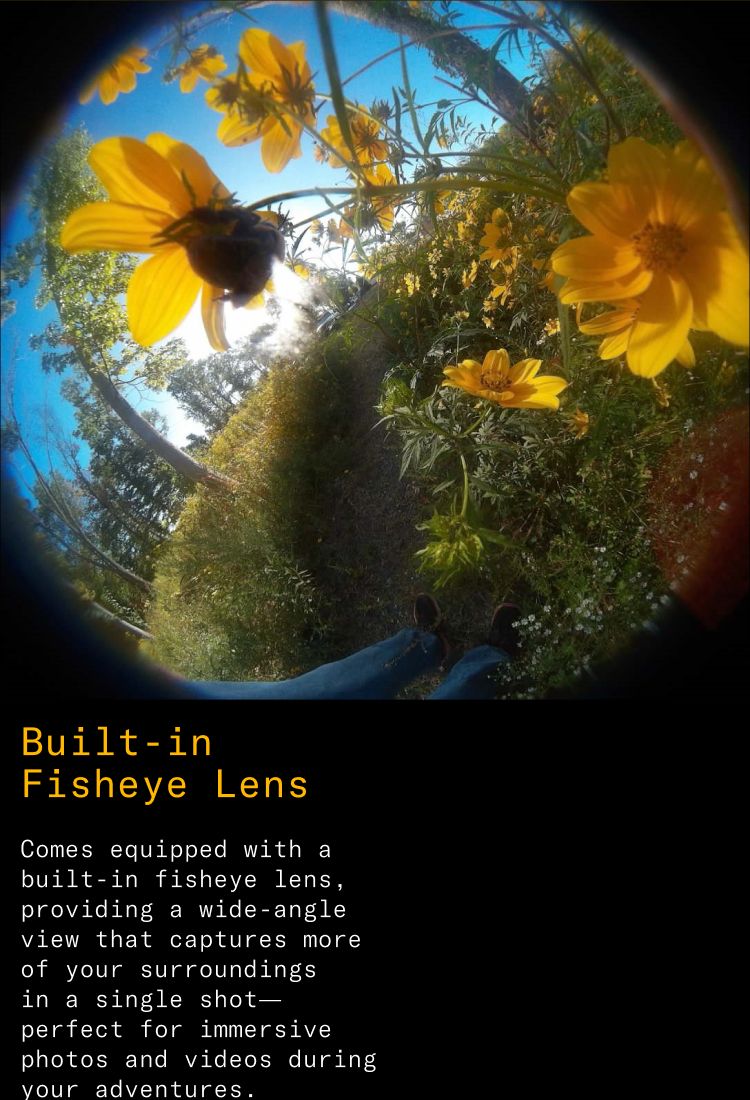 Built-in
Fisheye Lens
Comes equipped with a
built-in fisheye lens,
providing a wide-angle
view that captures more
of your surroundings
in a single shot—
perfect for immersive
photos and videos during
your adventures.